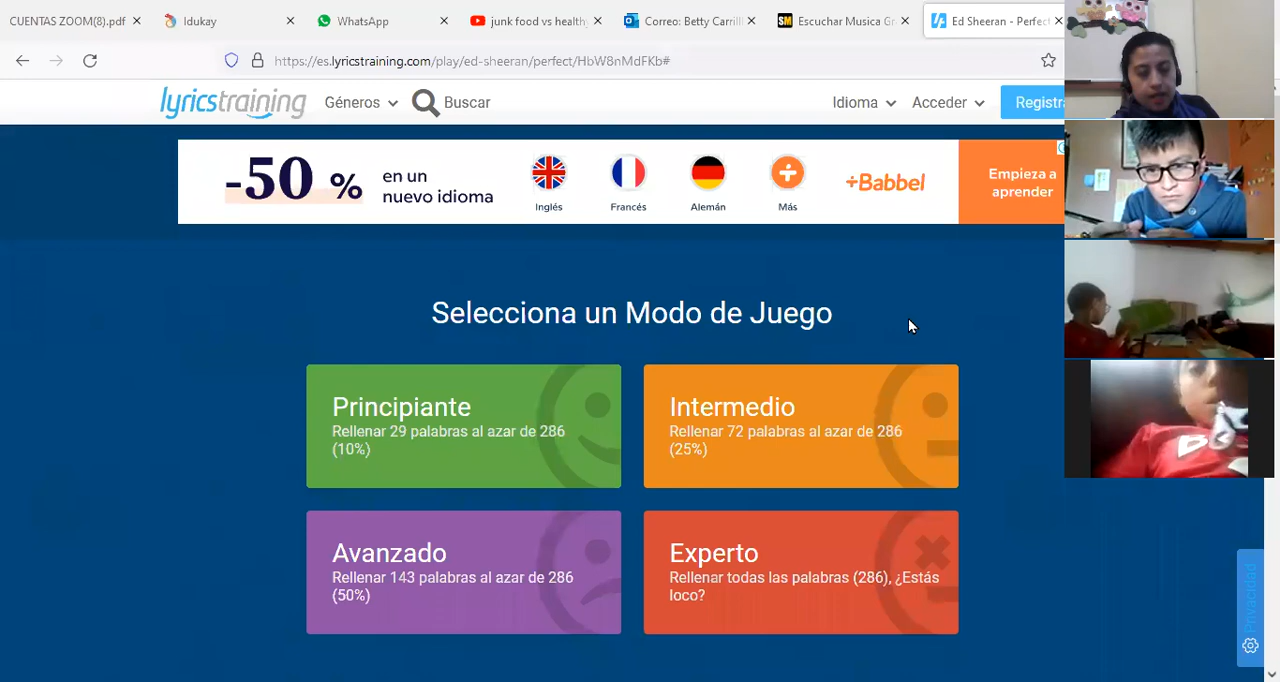 CUENTAS ZOOM(8).pdf
Idukay
WhatsApp
junk food vs health
Correo: Betty Carrill
Escuchar Musica Gr
Ed Sheeran - Perfect
https://es.lyricstraining.com/play/ed-sheeran/perfect/HbW8nMdFKb#
lyricstraining Géneros Buscar Idioma Acceder Registra
-50 % en un nuevo idioma
Inglés Francés Alemán Más
+Babbel
Empieza a
aprender
Selecciona un Modo de Juego
Principiante
Rellenar 29 palabras al azar de 286
(10%)
Intermedio
Rellenar 72 palabras al azar de 286
(25%)
Avanzado
Rellenar 143 palabras al azar de 286
(50%)
Experto
Rellenar todas las palabras (286), ¿Estás
loco?
Privacidad